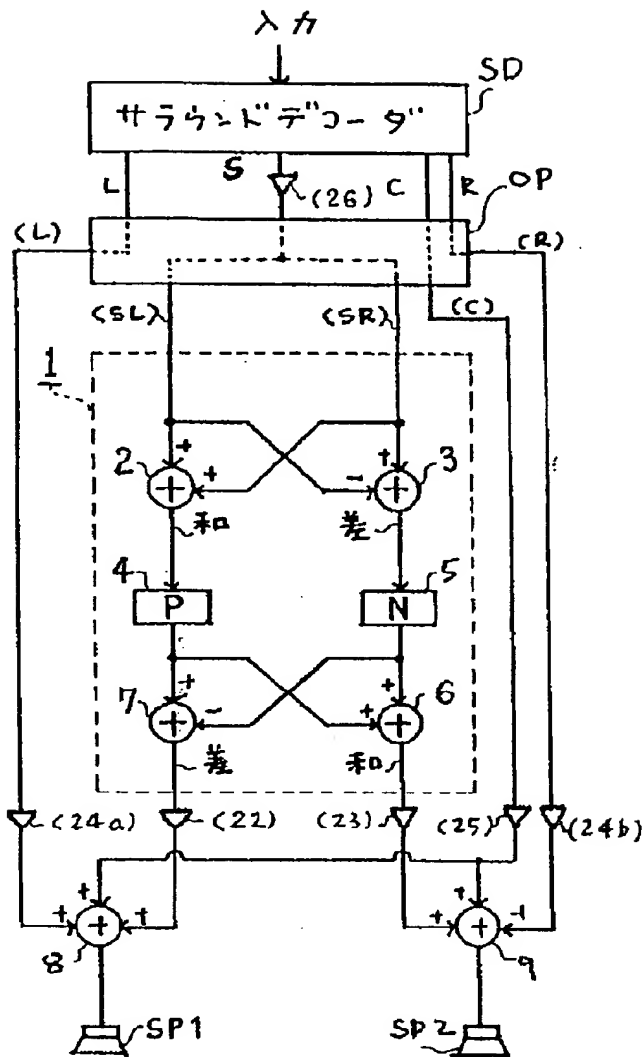 入力
SD
サラウンドデコーダ
L
S
(26)
C
R
OP
(L)
(R)
(SL)
(SR)
(C)
1
+
+
2
-
+
3
+
+
和
差
4
P
5
N
+
-
7
+
+
6
+
+
差
和
(24a)
(22)
(23)
(25)
(24b)
+
+
+
8
+
+
+
+
9
SP1
SP2